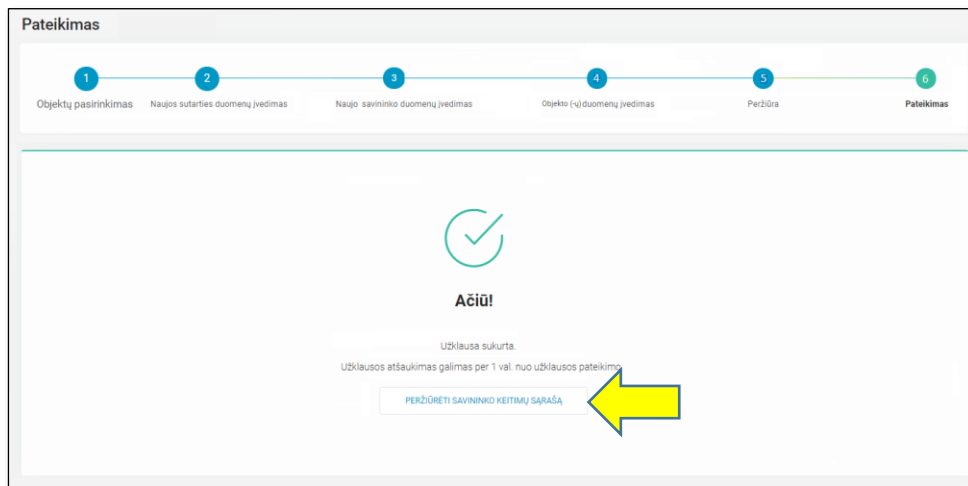 Pateikimas
1
2
3
4
5
6
Objektų pasirinkimas
Naujos sutarties duomenų įvedimas
Naujo savininko duomenų įvedimas
Objekto (-ų) duomenų įvedimas
Peržiūra
Pateikimas
Ačiū!
Užklausa sukurta.
Užklausos atšaukimas galimas per 1 val. nuo užklausos pateikimo
PERŽIŪRĖTI SAVININKO KEITIMŲ SĄRAŠĄ